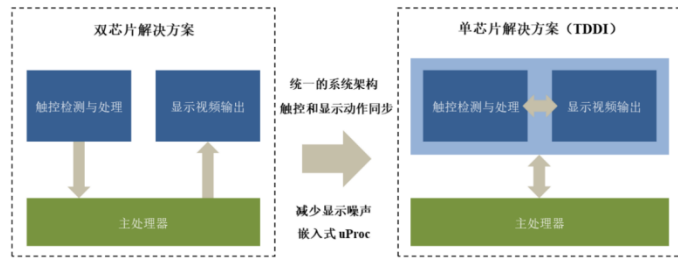 双芯片解决方案
触控检测与处理
显示视频输出
主处理器
统一的系统架构
触控和显示动作同步
减少显示噪声
嵌入式 uProc
单芯片解决方案（TDDI）
触控检测与处理
显示视频输出
主处理器